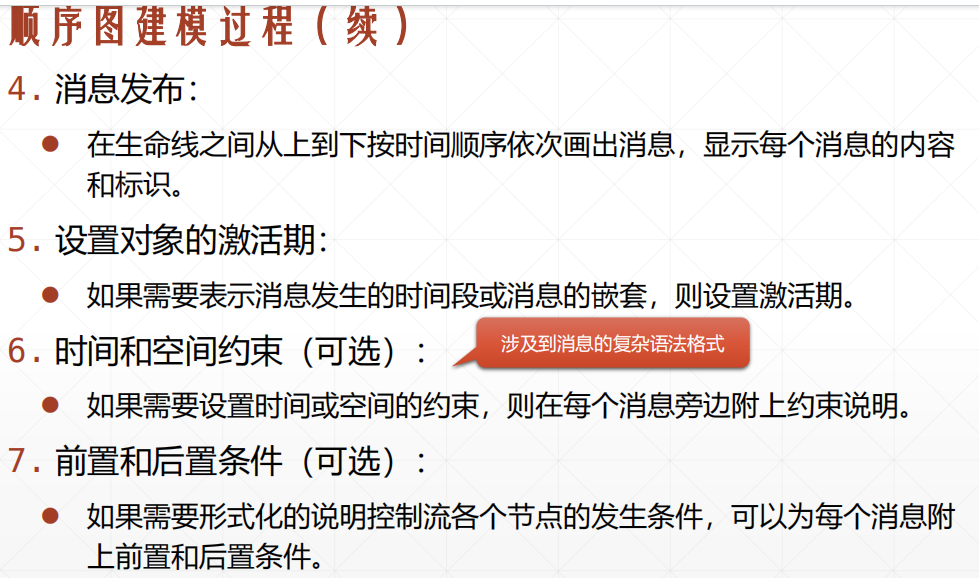 顺序图建模过程（续）
4. 消息发布：
● 在生命线之间从上到下按时间顺序依次画出消息，显示每个消息的内容
和标识。
5. 设置对象的激活期：
● 如果需要表示消息发生的时间段或消息的嵌套，则设置激活期。
6. 时间和空间约束（可选）：
涉及到消息的复杂语法格式
● 如果需要设置时间或空间的约束，则在每个消息旁边附上约束说明。
7. 前置和后置条件（可选）：
● 如果需要形式化的说明控制流各个节点的发生条件，可以为每个消息附
上前置和后置条件。